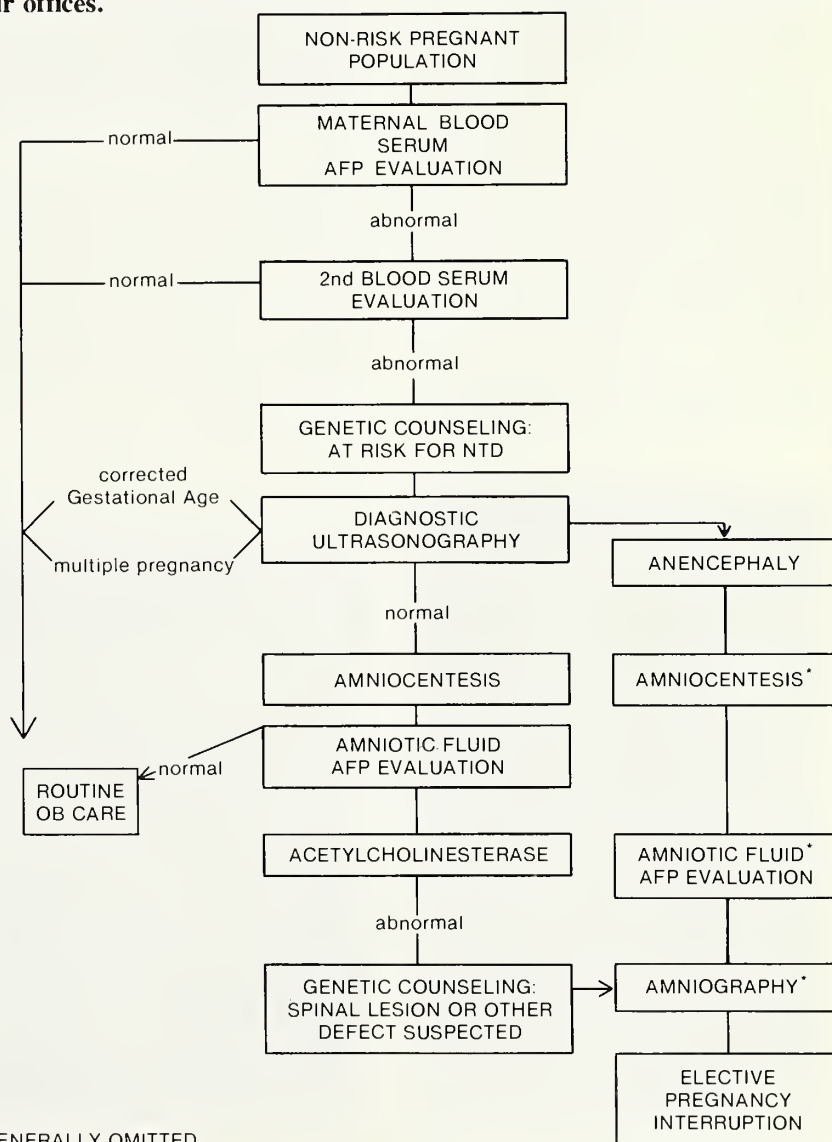 offices.
NON-RISK PREGNANT
POPULATION
MATERNAL BLOOD
SERUM
AFP EVALUATION
normal
abnormal
2nd BLOOD SERUM
EVALUATION
normal
abnormal
GENETIC COUNSELING:
AT RISK FOR NTD
corrected
Gestational Age
multiple pregnancy
DIAGNOSTIC
ULTRASONOGRAPHY
ANENCEPHALY
normal
AMNIOCENTESIS
AMNIOCENTESIS*
AMNIOTIC FLUID
AFP EVALUATION
normal
ROUTINE
OB CARE
ACETYLCHOLINESTERASE
AMNIOTIC FLUID*
AFP EVALUATION
abnormal
GENETIC COUNSELING:
SPINAL LESION OR OTHER
DEFECT SUSPECTED
AMNIOGRAPHY*
ELECTIVE
PREGNANCY
INTERRUPTION
OMITTED